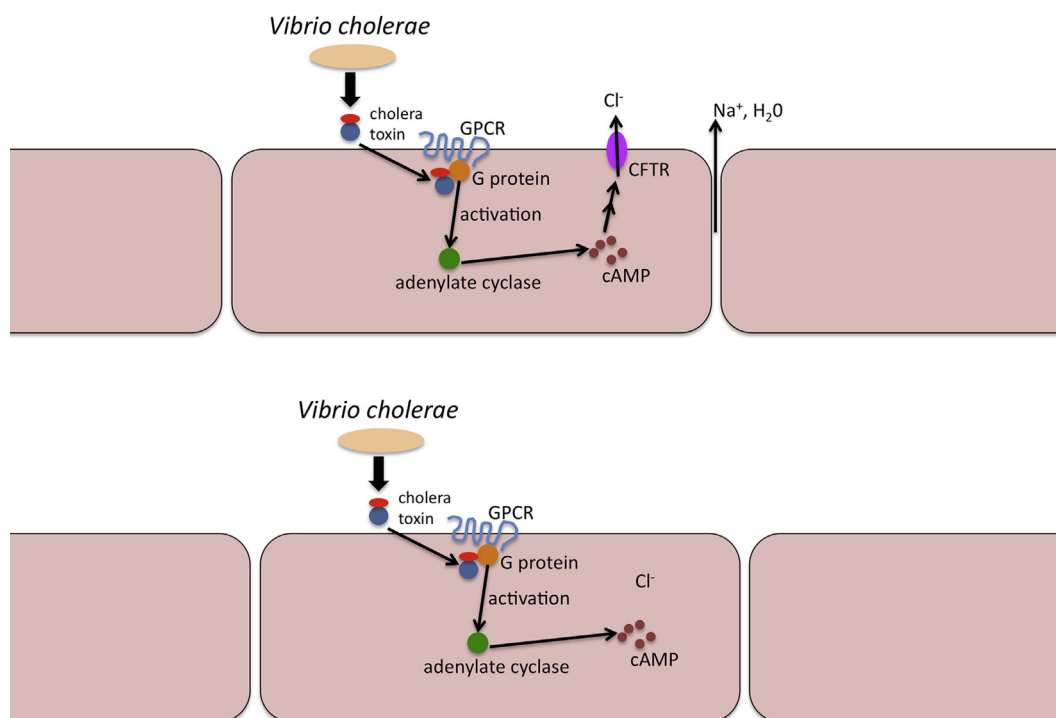 Vibrio cholerae
cholera
toxin
GPCR
G protein
activation
adenylate cyclase
cAMP
CFTR
Cl⁻
Na⁺, H₂0
Vibrio cholerae
cholera
toxin
GPCR
G protein
activation
adenylate cyclase
Cl⁻
cAMP